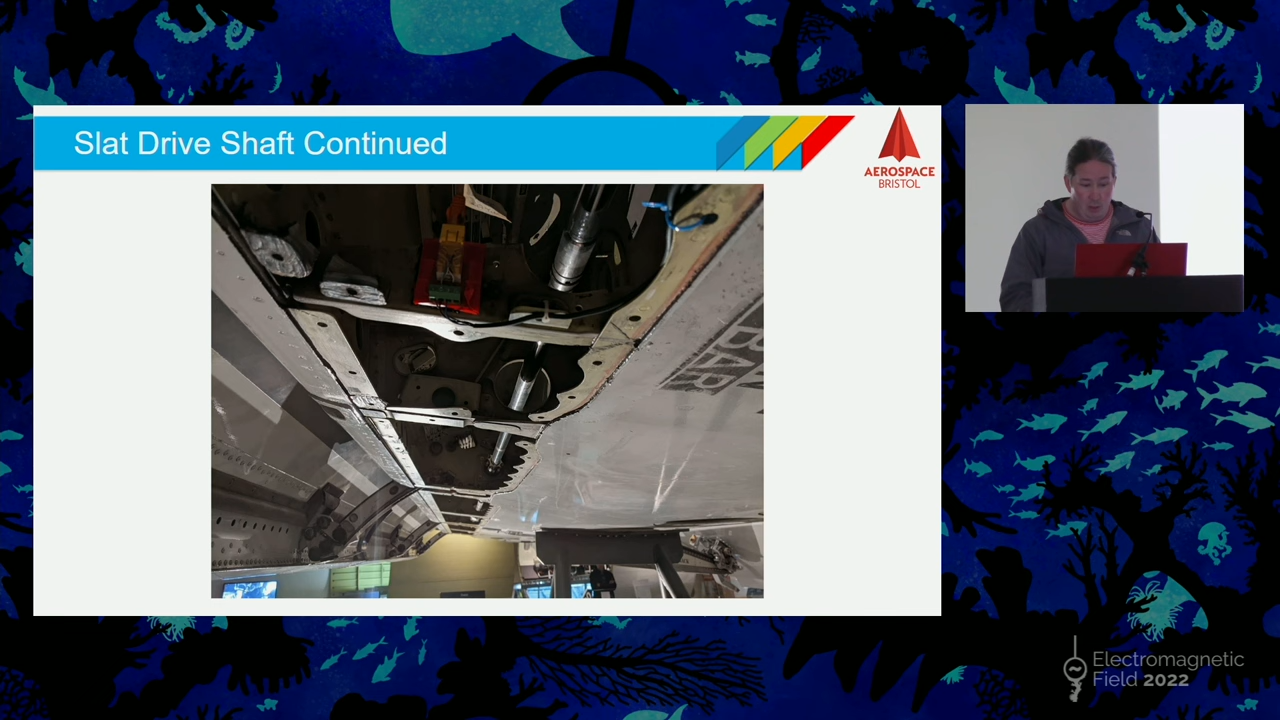 Slat Drive Shaft Continued
AEROSPACE
BRISTOL
Electromagnetic
Field 2022